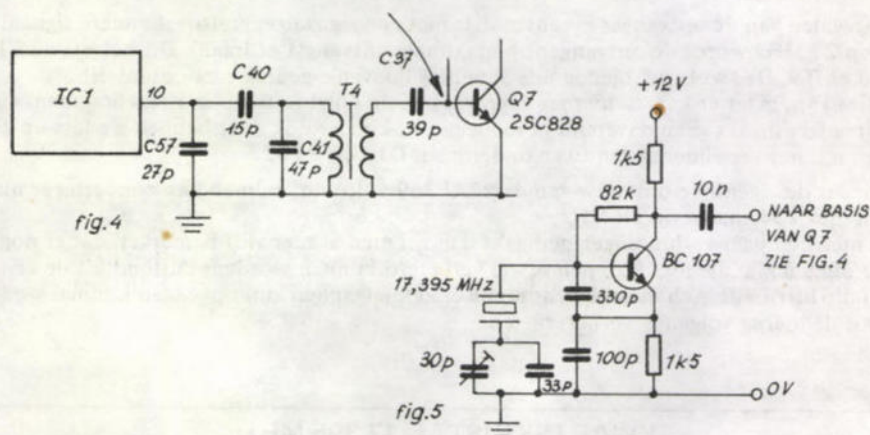 IC1
10
C57
27p
C40
15p
C41
47p
T4
C37
39p
Q7
2SC828
fig.4
+12V
1k5
82k
10n
NAAR BASIS
VAN Q7
ZIE FIG.4
BC 107
17,395 MHz
330p
30p
33p
100p
1k5
0V
fig.5